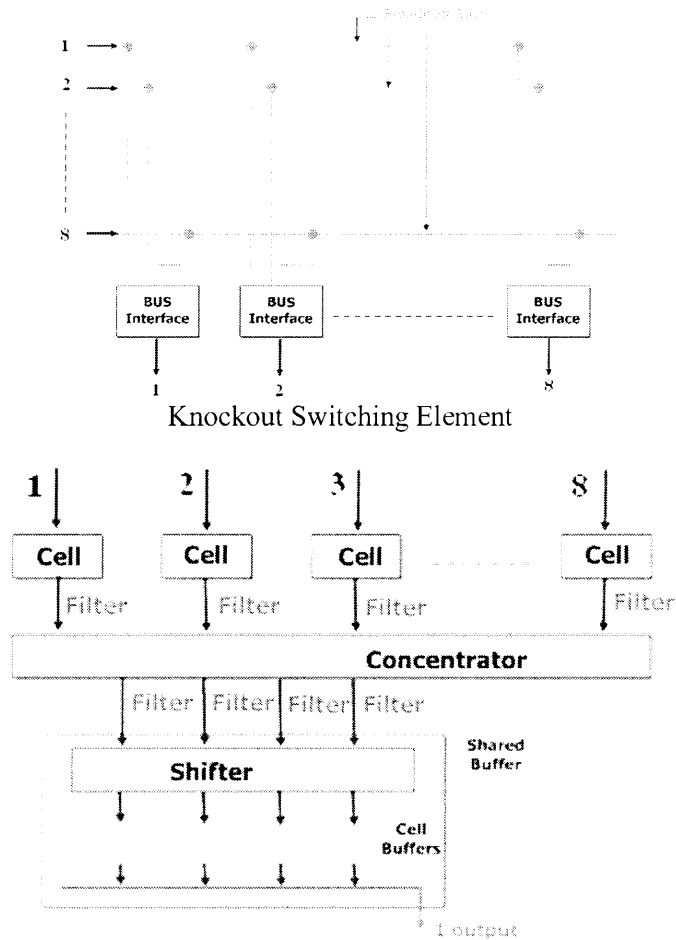 Broadcast Bus
1
2
8
BUS Interface
BUS Interface
BUS Interface
1
2
8
Knockout Switching Element
1 2 3 8
Cell Cell Cell Cell
Filter Filter Filter Filter
Concentrator
Filter Filter Filter Filter
Shared Buffer
Shifter
Cell Buffers
1 output